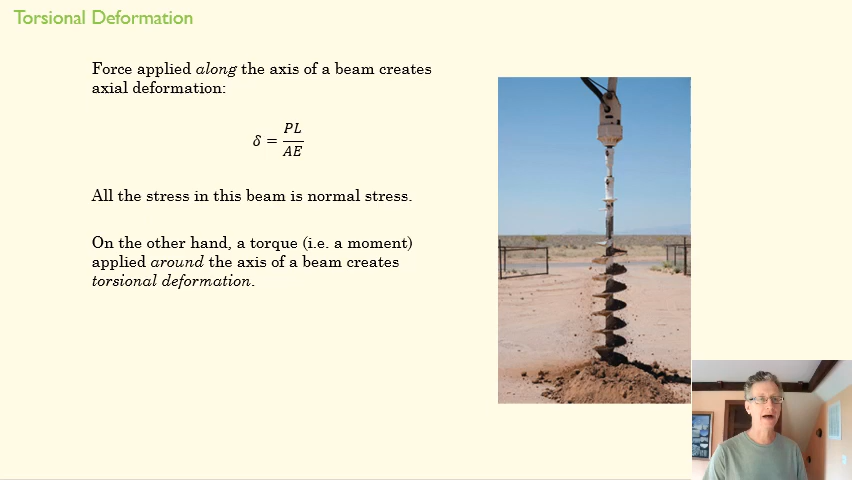 Torsional Deformation
Force applied along the axis of a beam creates
axial deformation:
δ = PL/AE
All the stress in this beam is normal stress.
On the other hand, a torque (i.e. a moment)
applied around the axis of a beam creates
torsional deformation.